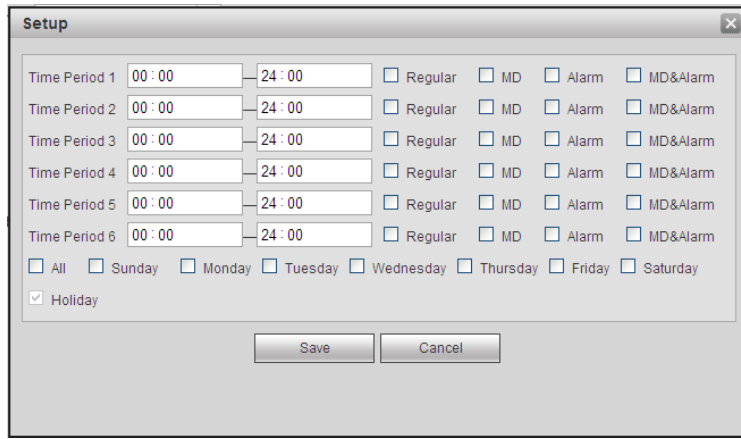 Setup
Time Period 1 00:00 — 24:00 Regular MD Alarm MD&Alarm
Time Period 2 00:00 — 24:00 Regular MD Alarm MD&Alarm
Time Period 3 00:00 — 24:00 Regular MD Alarm MD&Alarm
Time Period 4 00:00 — 24:00 Regular MD Alarm MD&Alarm
Time Period 5 00:00 — 24:00 Regular MD Alarm MD&Alarm
Time Period 6 00:00 — 24:00 Regular MD Alarm MD&Alarm
All Sunday Monday Tuesday Wednesday Thursday Friday Saturday
Holiday
Save Cancel